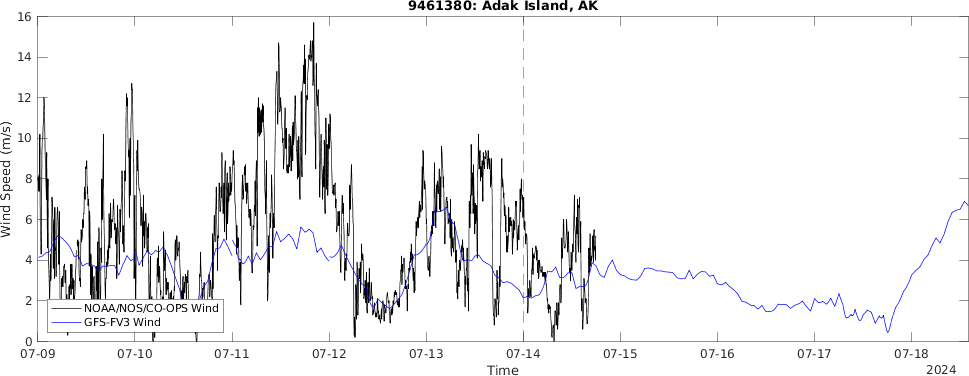 9461380: Adak Island, AK
Wind Speed (m/s)
16
14
12
10
8
6
4
2
0
NOAA/NOS/CO-OPS Wind
GFS-FV3 Wind
07-09 07-10 07-11 07-12 07-13 07-14 07-15 07-16 07-17 07-18
Time
2024